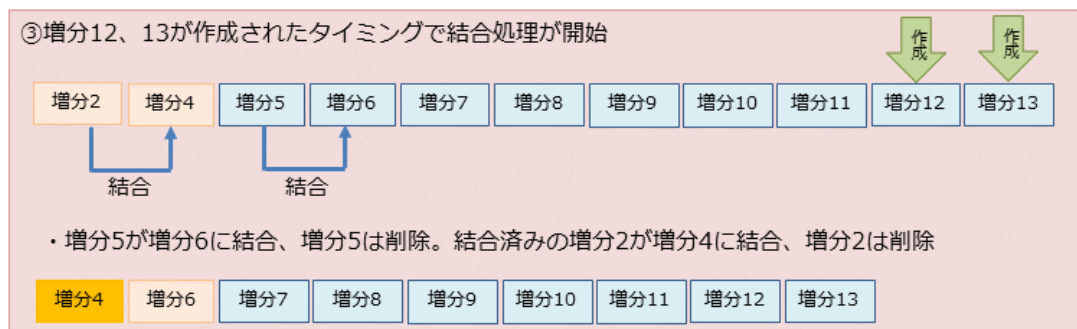 ③増分12、13が作成されたタイミングで結合処理が開始
作成
作成
増分2 増分4 増分5 増分6 増分7 増分8 増分9 増分10 増分11 増分12 増分13
結合 結合
・増分5が増分6に結合、増分5は削除。結合済みの増分2が増分4に結合、増分2は削除
増分4 増分6 増分7 増分8 増分9 増分10 増分11 増分12 増分13